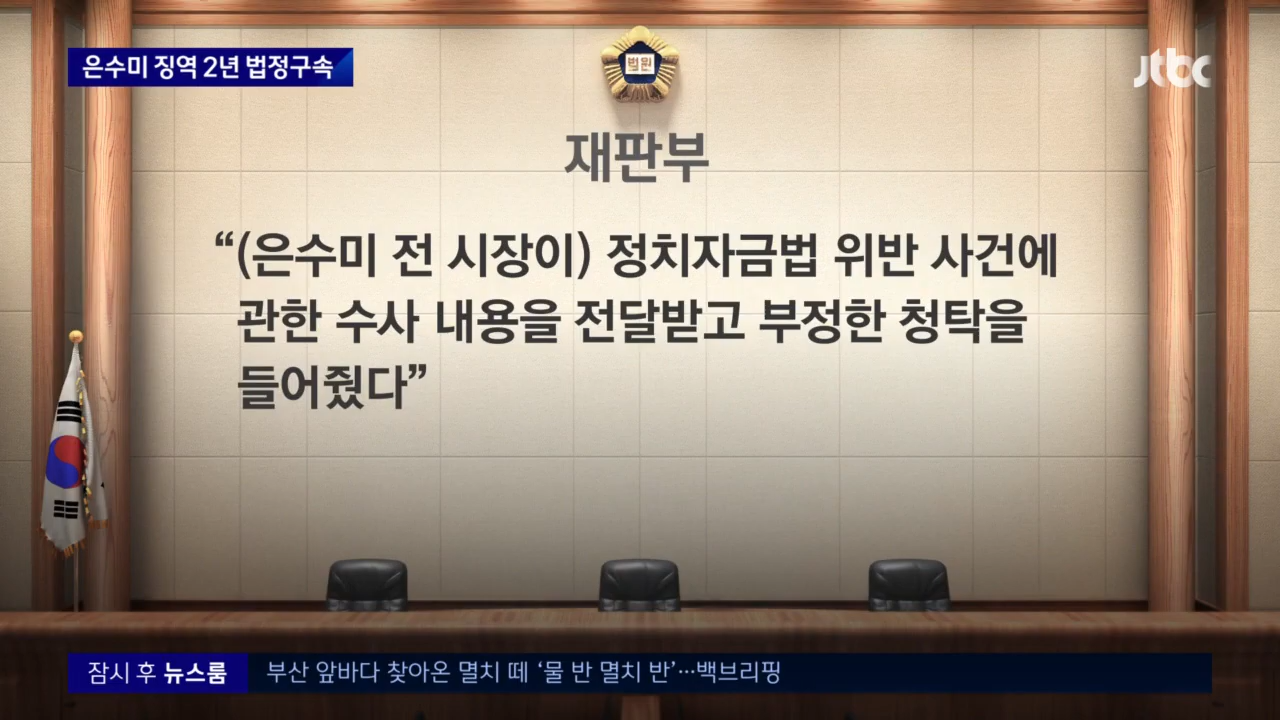 은수미 징역 2년 법정구속
jtbc
법원
재판부
“(은수미 전 시장이) 정치자금법 위반 사건에
관한 수사 내용을 전달받고 부정한 청탁을
들어줬다”
잠시 후 뉴스룸
부산 앞바다 찾아온 멸치 떼 ‘물 반 멸치 반’…백브리핑